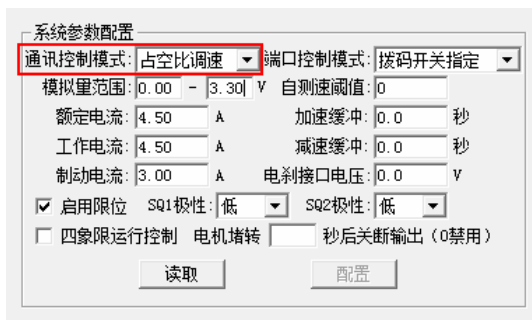 系统参数配置
通讯控制模式: 占空比调速 端口控制模式: 拨码开关指定
模拟量范围: 0.00 - 3.30 V 自测速阈值: 0
额定电流: 4.50 A 加速缓冲: 0.0 秒
工作电流: 4.50 A 减速缓冲: 0.0 秒
制动电流: 3.00 A 电刹接口电压: 0.0 V
启用限位 SQ1极性: 低 SQ2极性: 低
四象限运行控制 电机堵转 秒后关断输出（0禁用）
读取 配置